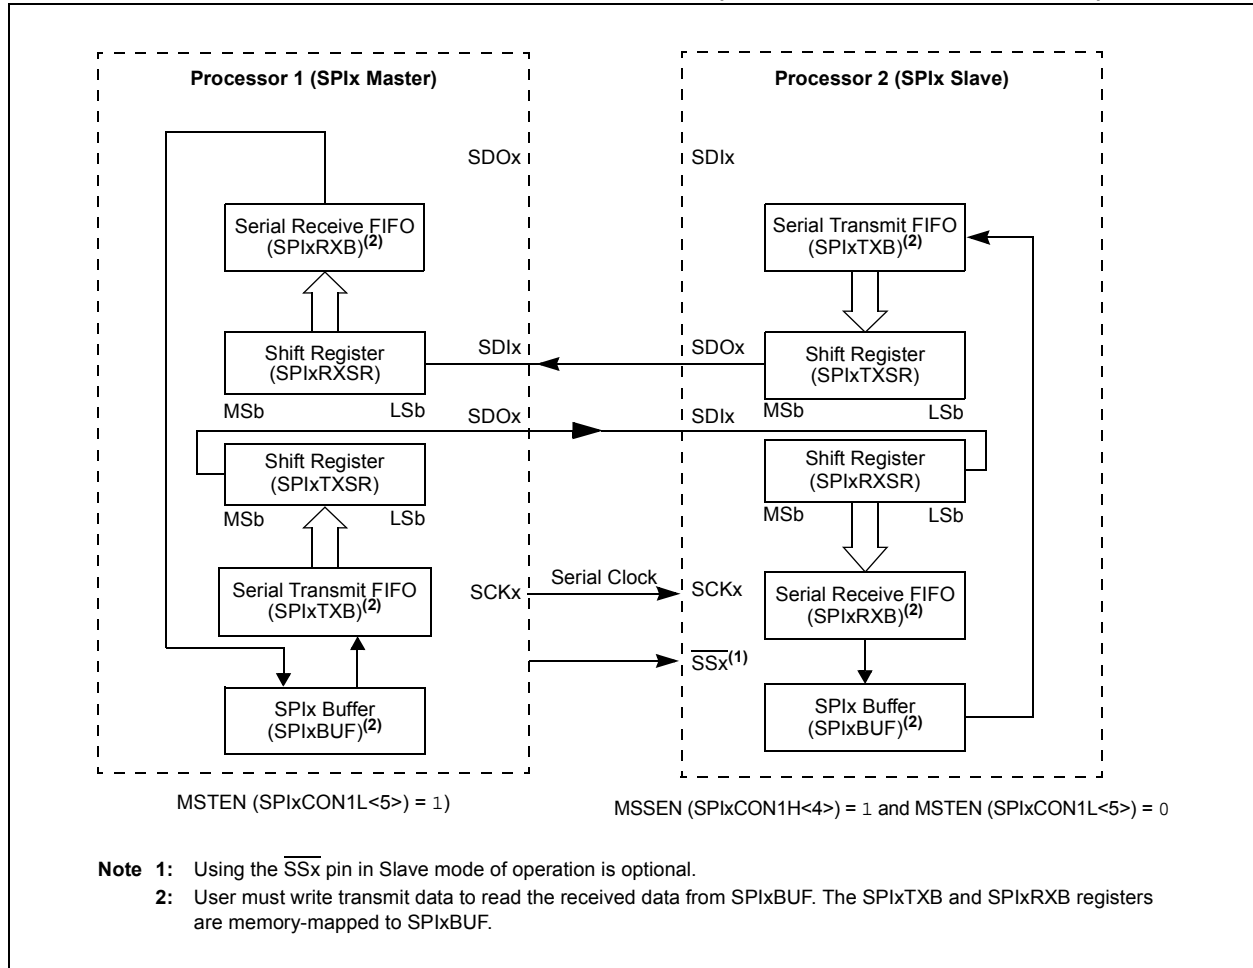 Processor 1 (SPIx Master)
Processor 2 (SPIx Slave)
SDOx
SDIx
Serial Receive FIFO
(SPIxRXB)(2)
Serial Transmit FIFO
(SPIxTXB)(2)
Shift Register
(SPIxRXSR)
SDIx
SDOx
Shift Register
(SPIxTXSR)
MSb
LSb
MSb
LSb
SDOx
SDIx
Shift Register
(SPIxTXSR)
Shift Register
(SPIxRXSR)
MSb
LSb
MSb
LSb
Serial Transmit FIFO
(SPIxTXB)(2)
SCKx
Serial Clock
SCKx
Serial Receive FIFO
(SPIxRXB)(2)
SSx(1)
SPIx Buffer
(SPIxBUF)(2)
SPIx Buffer
(SPIxBUF)(2)
MSTEN (SPIxCON1L<5>) = 1)
MSSEN (SPIxCON1H<4>) = 1 and MSTEN (SPIxCON1L<5>) = 0
Note 1: Using the SSx pin in Slave mode of operation is optional.
2: User must write transmit data to read the received data from SPIxBUF. The SPIxTXB and SPIxRXB registers
are memory-mapped to SPIxBUF.